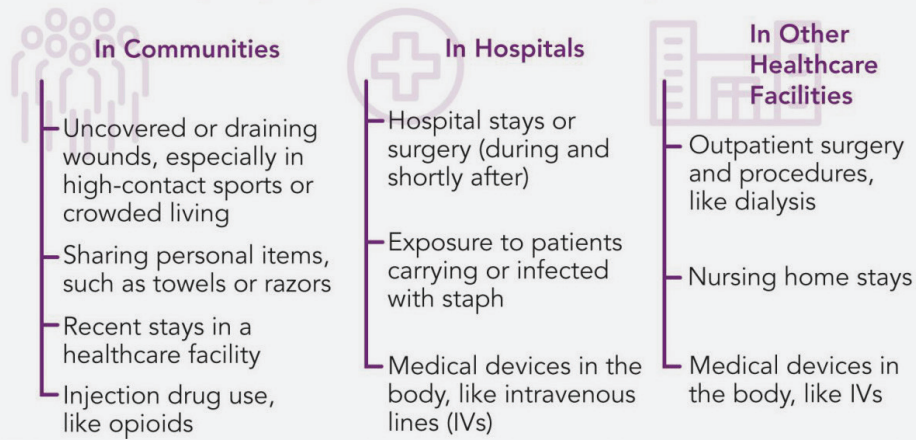 In Communities
Uncovered or draining
wounds, especially in
high-contact sports or
crowded living
Sharing personal items,
such as towels or razors
Recent stays in a
healthcare facility
Injection drug use,
like opioids
In Hospitals
Hospital stays or
surgery (during and
shortly after)
Exposure to patients
carrying or infected
with staph
Medical devices in the
body, like intravenous
lines (IVs)
In Other
Healthcare
Facilities
Outpatient surgery
and procedures,
like dialysis
Nursing home stays
Medical devices in
the body, like IVs